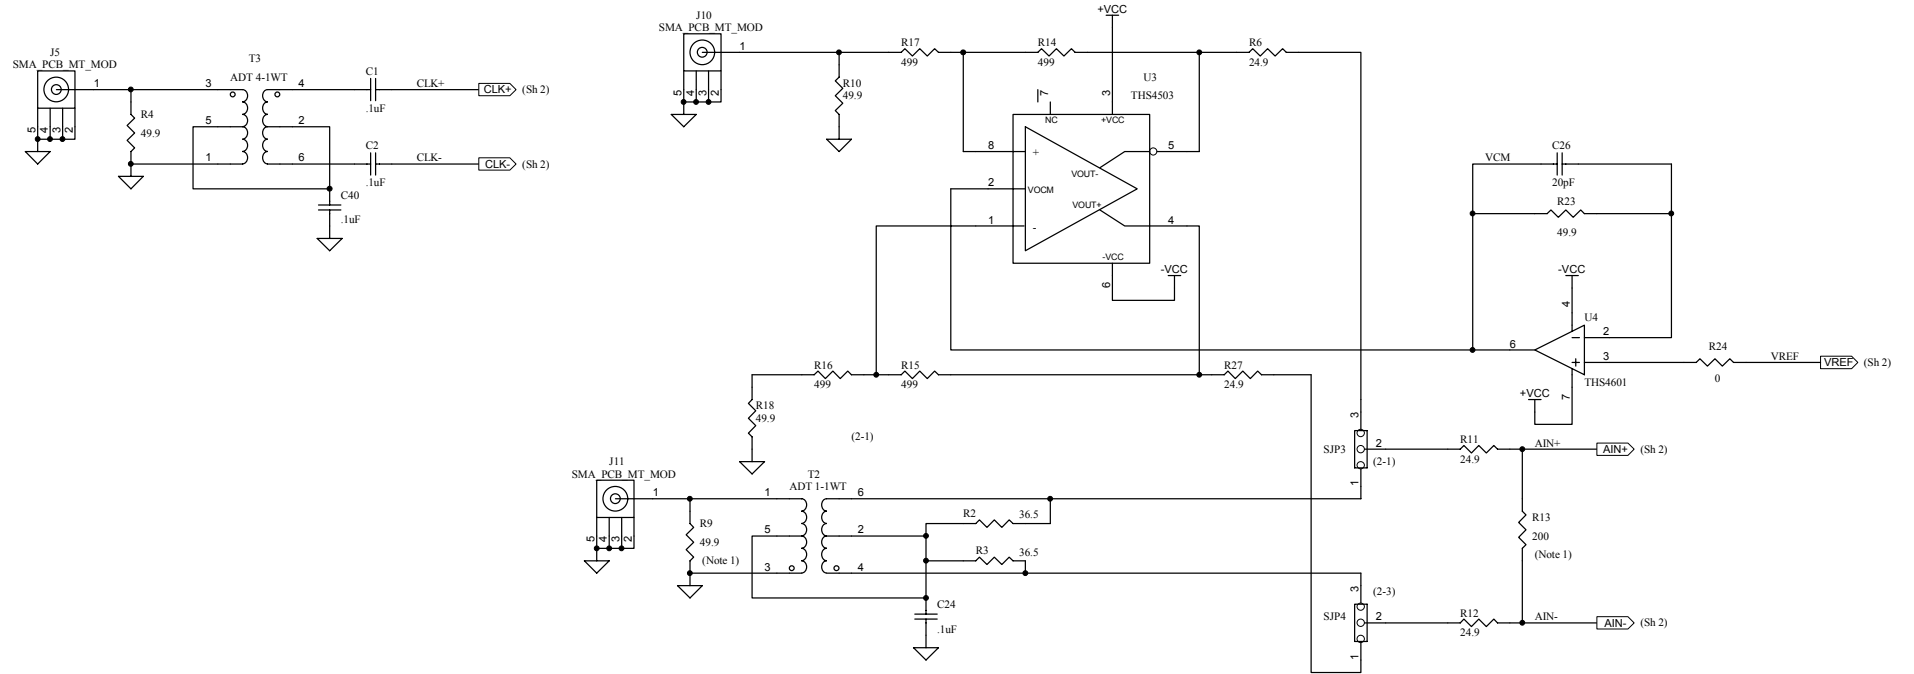 J5
SMA_PCB_MT_MOD
1
5
4
3
2
R4
49.9
T3
ADT 4-1WT
3
5
1
4
2
6
C1
.1uF
CLK+
CLK+ (Sh 2)
C2
.1uF
CLK-
CLK- (Sh 2)
C40
.1uF
J10
SMA_PCB_MT_MOD
1
5
4
3
2
R10
49.9
R17
499
R14
499
+VCC
R6
24.9
U3
THS4503
7
NC
3
+VCC
8
+
2
VOCM
1
-
VOUT-
VOUT+
5
4
-VCC
6
-VCC
VCM
C26
20pF
R23
49.9
-VCC
4
U4
6
2
3
THS4601
+VCC
7
R24
0
VREF
VREF (Sh 2)
R16
499
R15
499
R27
24.9
R18
49.9
(2-1)
J11
SMA_PCB_MT_MOD
1
5
4
3
2
R9
49.9
(Note 1)
T2
ADT 1-1WT
1
5
3
6
2
4
R2
36.5
R3
36.5
C24
.1uF
3
SJP3
2
(2-1)
1
R11
24.9
AIN+
AIN+ (Sh 2)
R13
200
(Note 1)
3
(2-3)
SJP4
2
1
R12
24.9
AIN-
AIN- (Sh 2)